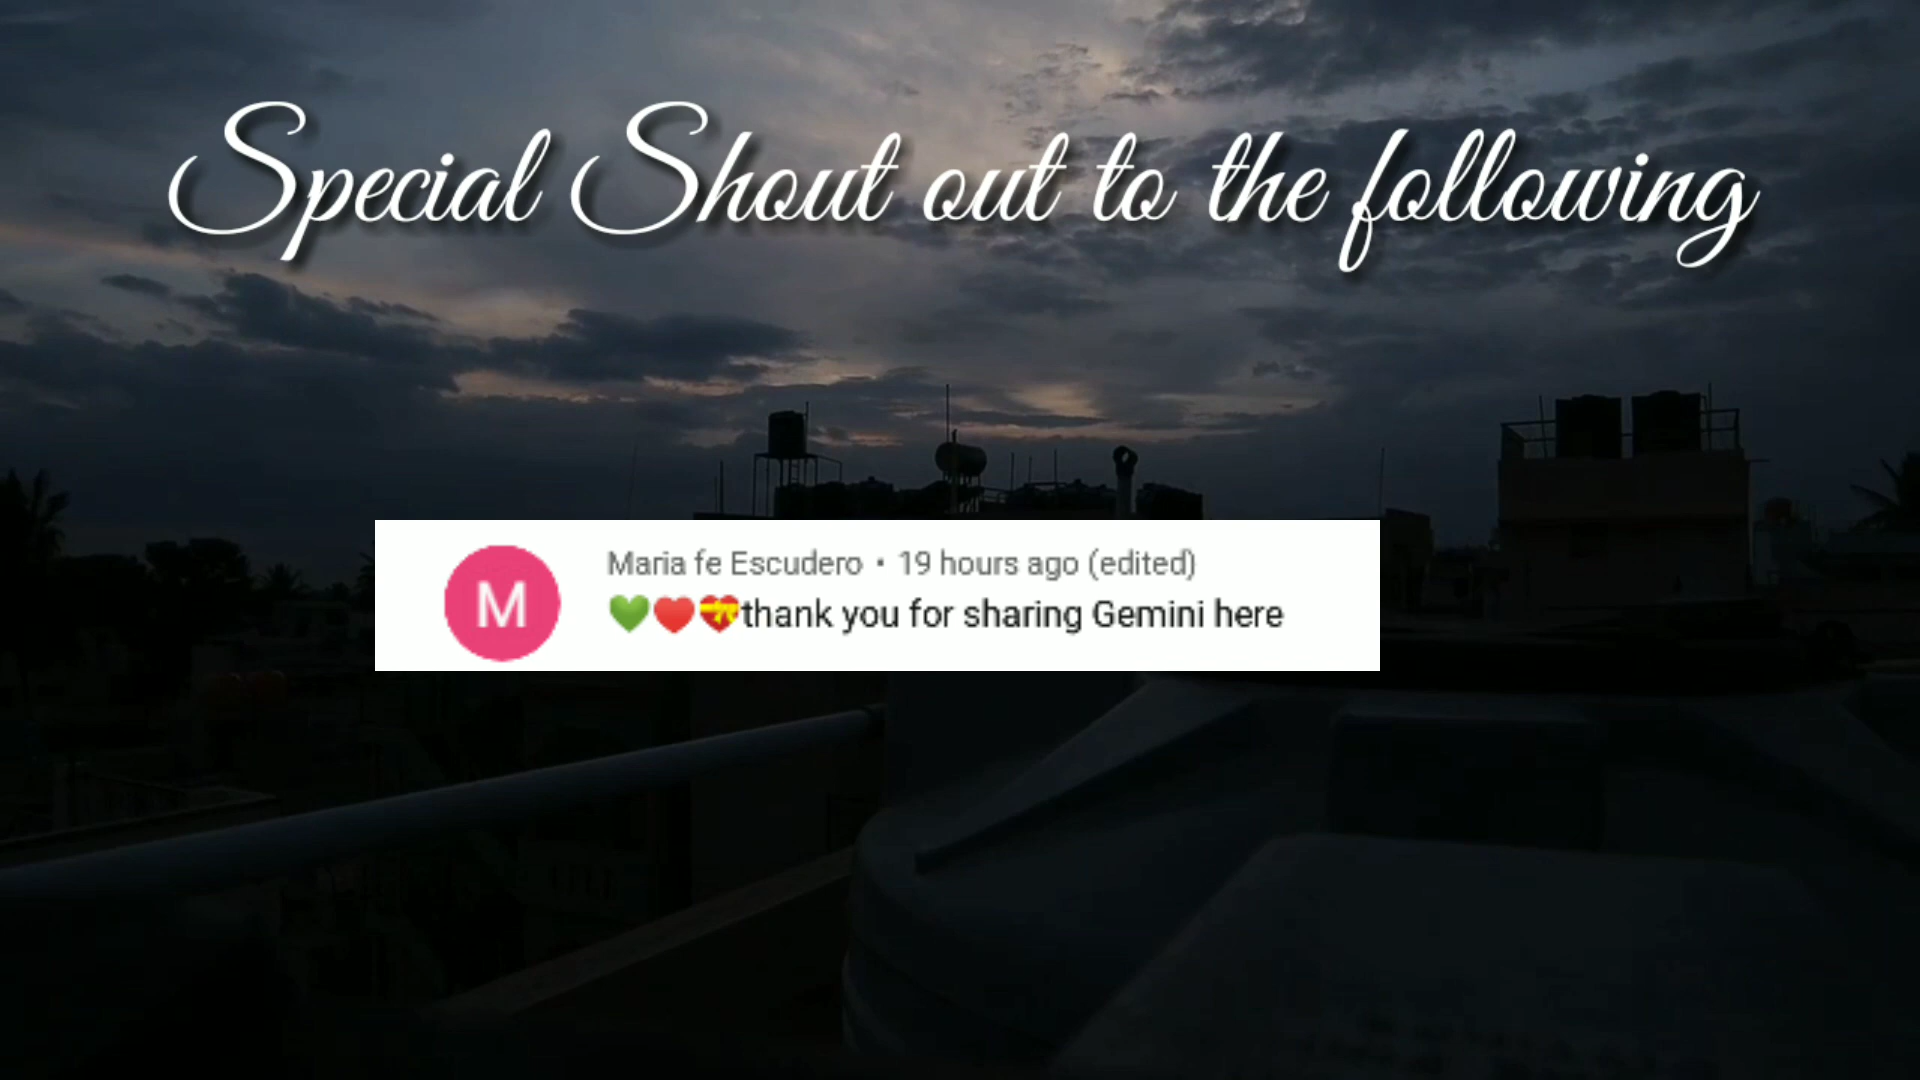 Special Shout out to the following
M
Maria fe Escudero • 19 hours ago (edited)
💚❤️💝thank you for sharing Gemini here